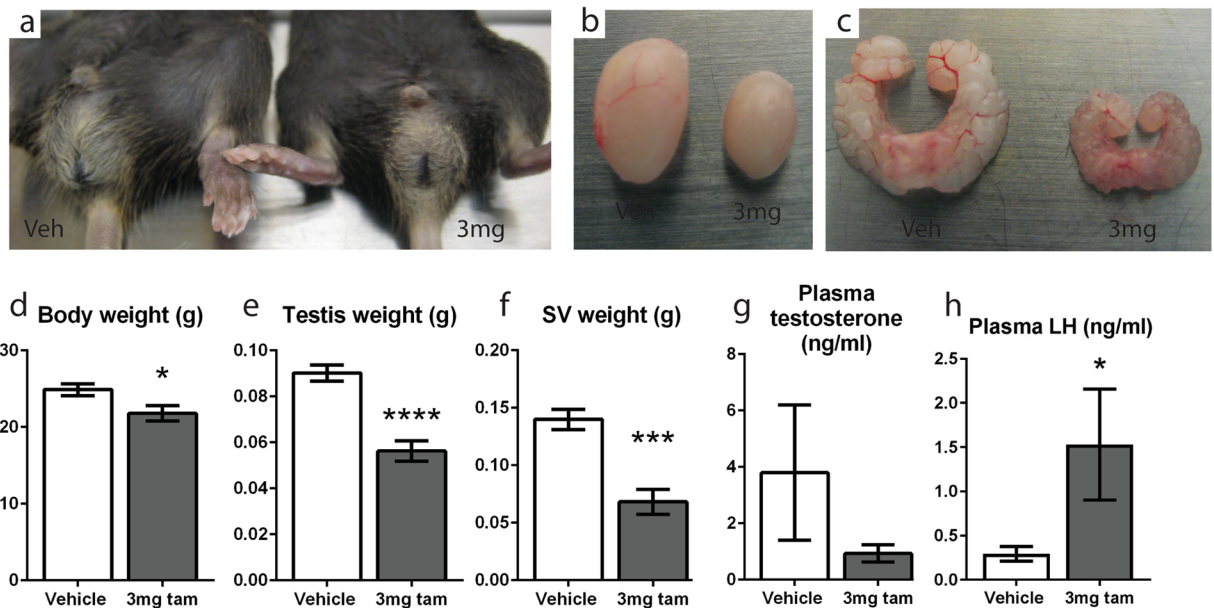 a
b
c
Veh
3mg
Veh
3mg
Veh
3mg
d
Body weight (g)
30
20
10
0
*
Vehicle
3mg tam
e
Testis weight (g)
0.10
0.08
0.06
0.04
0.02
0.00
****
Vehicle
3mg tam
f
SV weight (g)
0.20
0.15
0.10
0.05
0.00
***
Vehicle
3mg tam
g
Plasma
testosterone
(ng/ml)
8
6
4
2
0
Vehicle
3mg tam
h
Plasma LH (ng/ml)
2.5
2.0
1.5
1.0
0.5
0.0
*
Vehicle
3mg tam